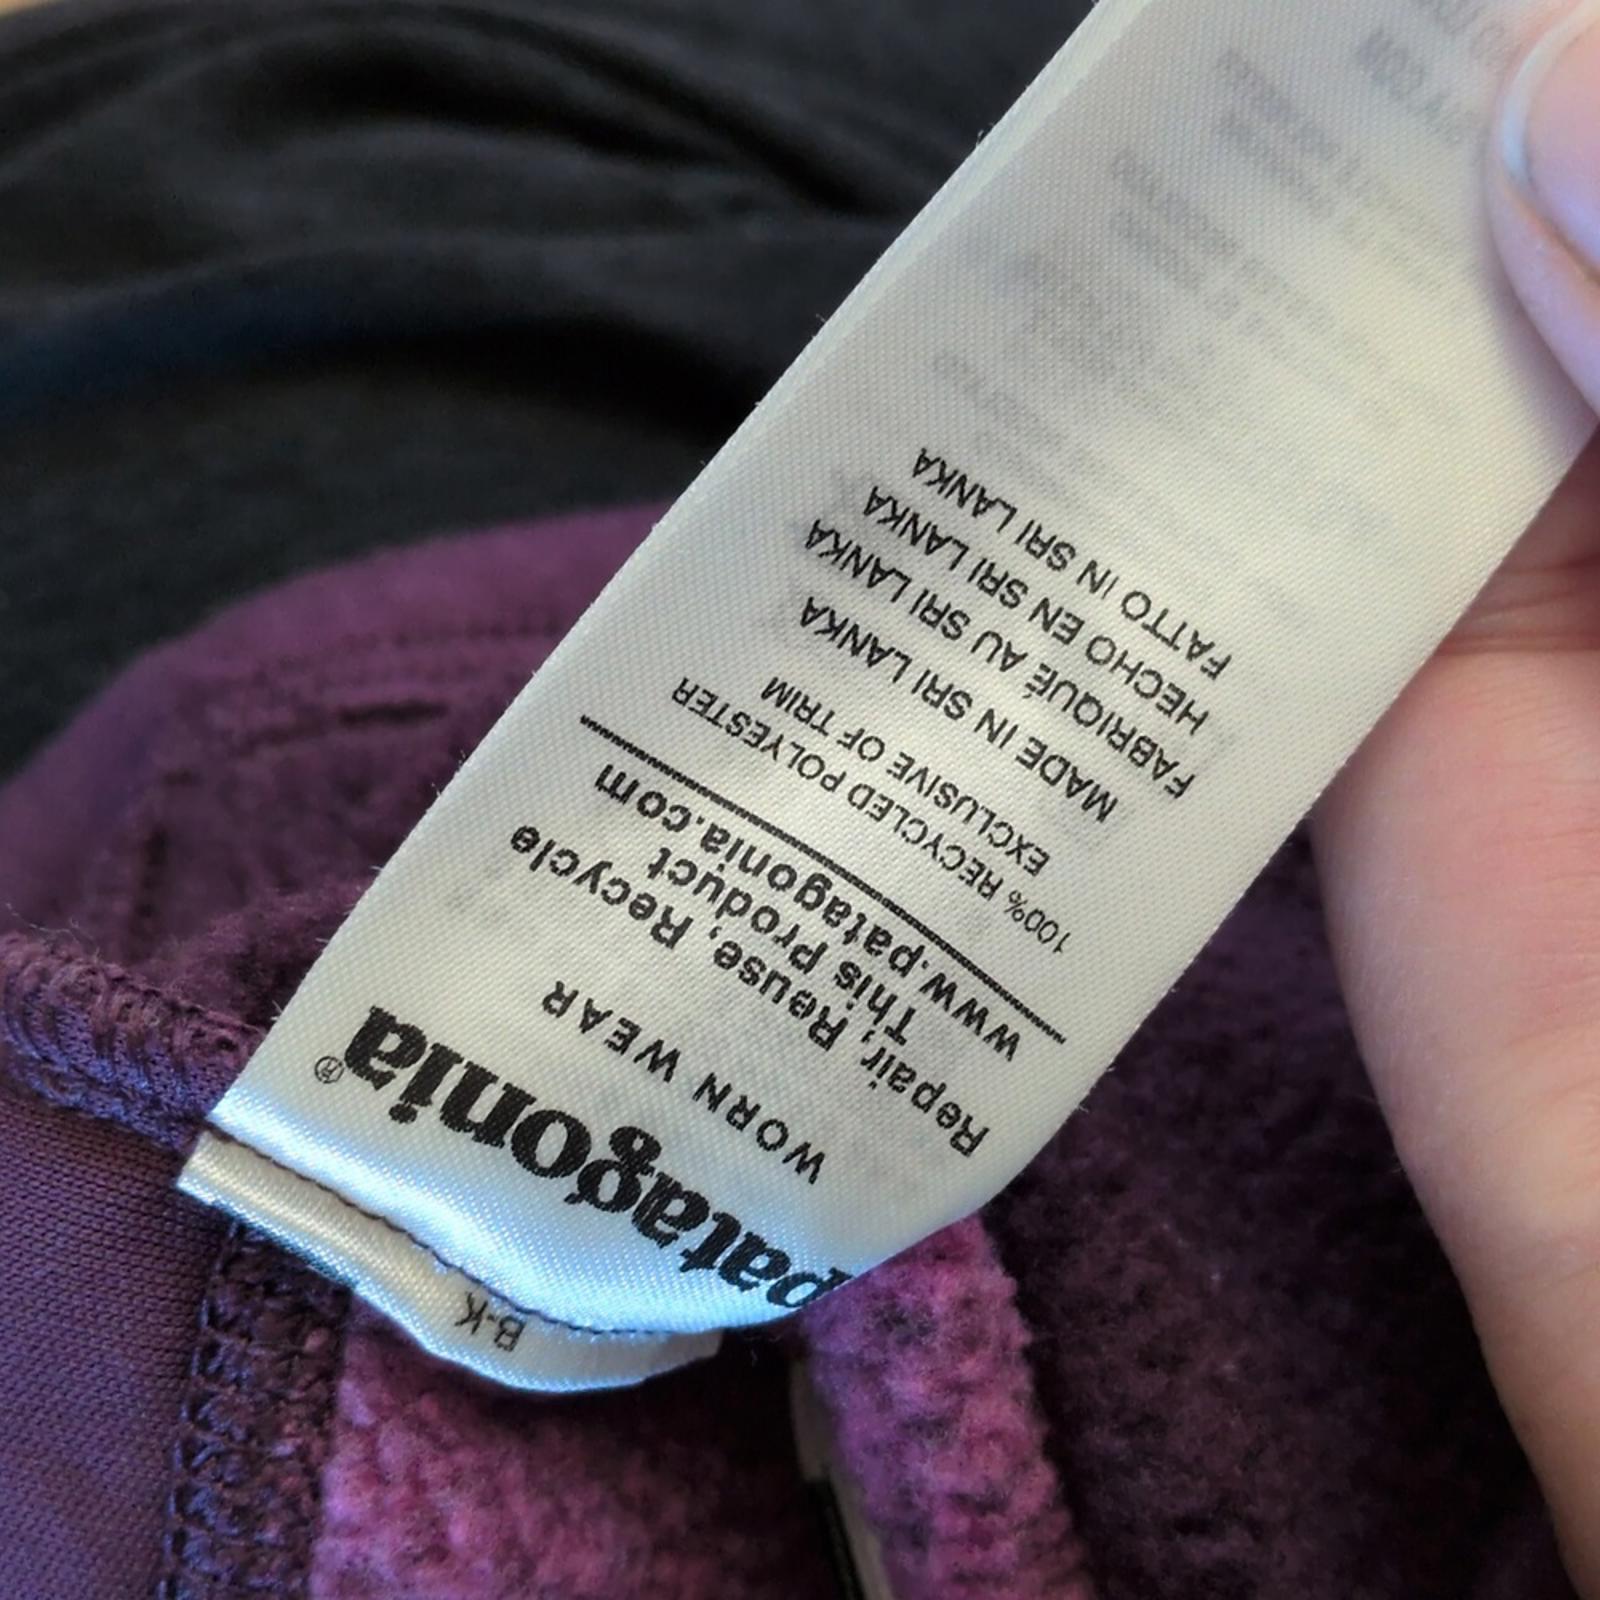 patagonia®
WORN WEAR
Repair, Reuse, Recycle
This Product
www.patagonia.com
100% RECYCLED POLYESTER
EXCLUSIVE OF TRIM
MADE IN SRI LANKA
FABRIQUÉ AU SRI LANKA
HECHO EN SRI LANKA
FATTO IN SRI LANKA
B-K